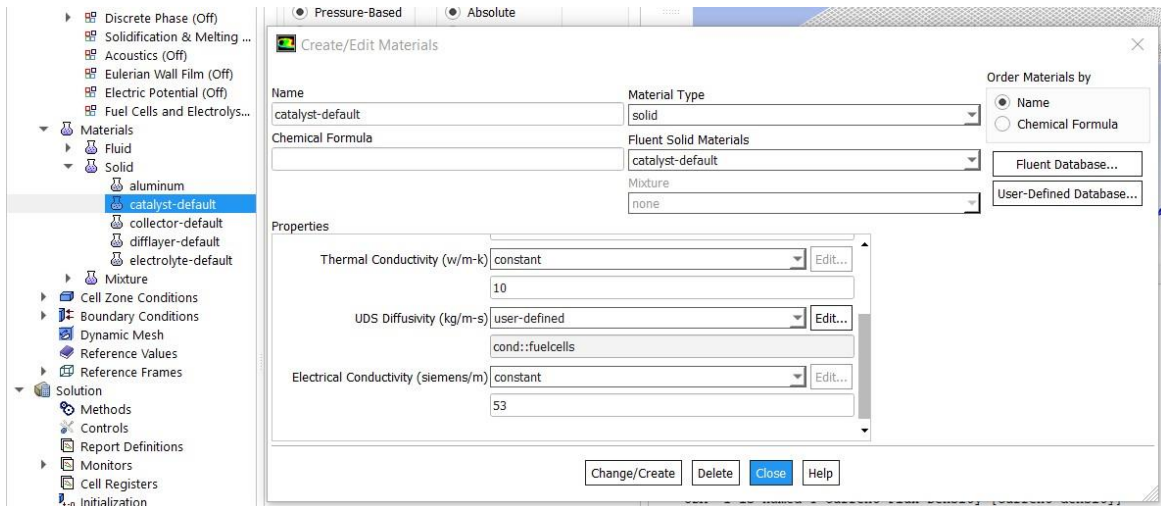 Discrete Phase (Off)
Solidification & Melting ...
Acoustics (Off)
Eulerian Wall Film (Off)
Electric Potential (Off)
Fuel Cells and Electrolys...
Materials
Fluid
Solid
aluminum
catalyst-default
collector-default
difflayer-default
electrolyte-default
Mixture
Cell Zone Conditions
Boundary Conditions
Dynamic Mesh
Reference Values
Reference Frames
Solution
Methods
Controls
Report Definitions
Monitors
Cell Registers
Initialization
Pressure-Based Absolute
Create/Edit Materials
Name
catalyst-default
Chemical Formula
Material Type
solid
Fluent Solid Materials
catalyst-default
Mixture
none
Order Materials by
Name
Chemical Formula
Fluent Database...
User-Defined Database...
Properties
Thermal Conductivity (w/m-k) constant Edit...
10
UDS Diffusivity (kg/m-s) user-defined Edit...
cond::fuelcells
Electrical Conductivity (siemens/m) constant Edit...
53
Change/Create Delete Close Help